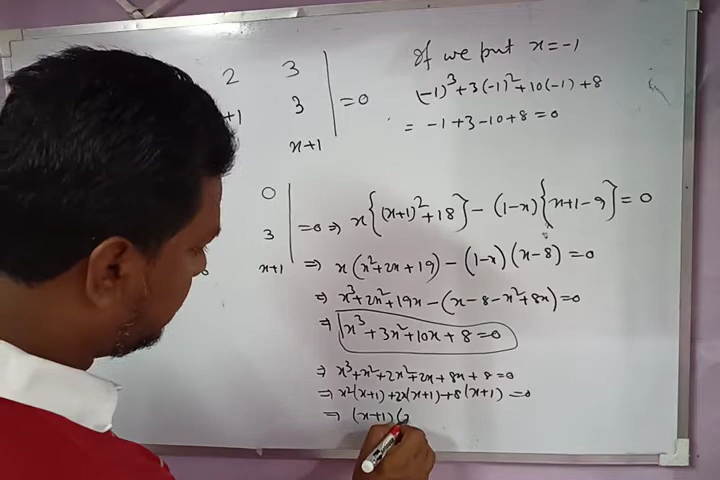 2 3
+1 3 =0
x+1
If we put x=-1
(-1)³+3(-1)²+10(-1)+8
= -1+3-10+8=0
0
3 =0 ⇒ x{(x+1)²+18}-(1-x){x+1-9}=0
x+1
⇒ x(x²+2x+19)-(1-x)(x-8)=0
⇒ x³+2x²+19x-(x-8-x²+8x)=0
⇒ x³+3x²+10x+8=0
⇒ x³+x²+2x²+2x+8x+8=0
⇒ x²(x+1)+2x(x+1)+8(x+1)=0
⇒ (x+1)(